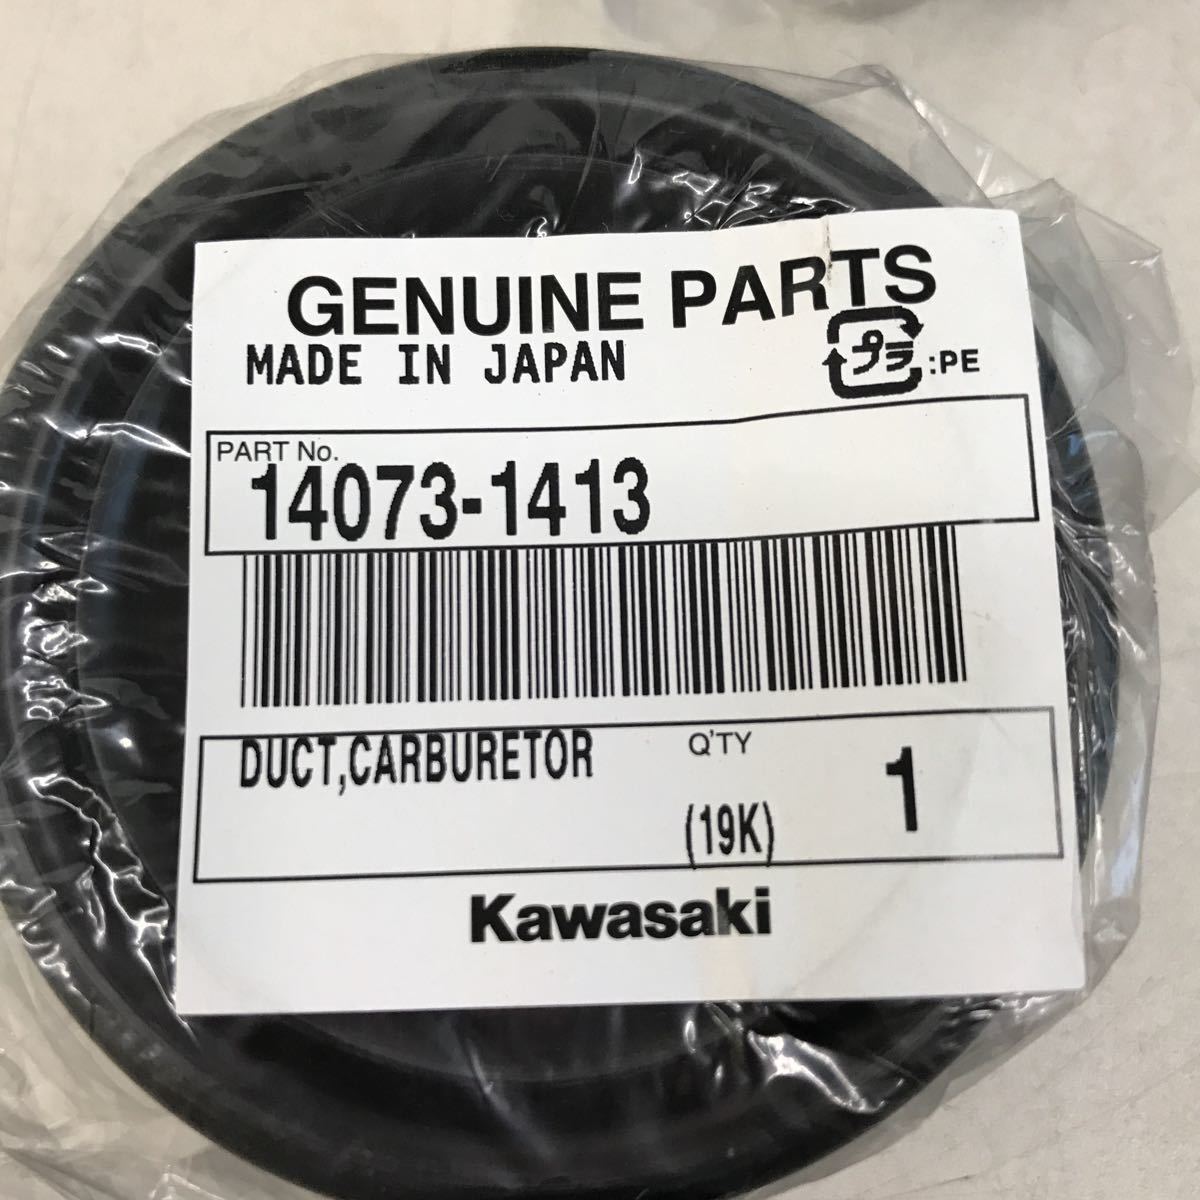 GENUINE PARTS
MADE IN JAPAN
プラ :PE
PART No.
14073-1413
DUCT,CARBURETOR Q'TY 1
(19K)
Kawasaki